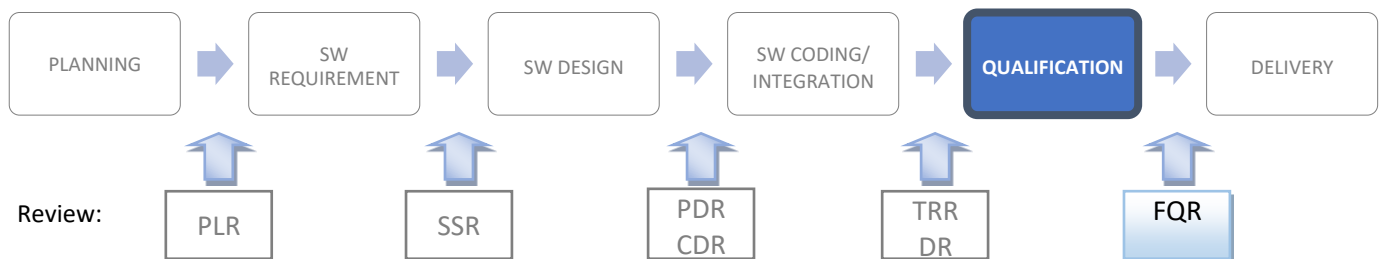 PLANNING
SW
REQUIREMENT
SW DESIGN
SW CODING/
INTEGRATION
QUALIFICATION
DELIVERY
Review:
PLR
SSR
PDR
CDR
TRR
DR
FQR